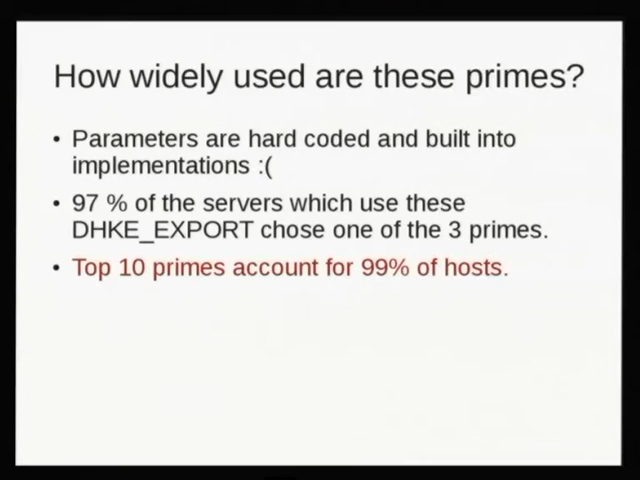 How widely used are these primes?
• Parameters are hard coded and built into
implementations :(
• 97 % of the servers which use these
DHKE_EXPORT chose one of the 3 primes.
• Top 10 primes account for 99% of hosts.